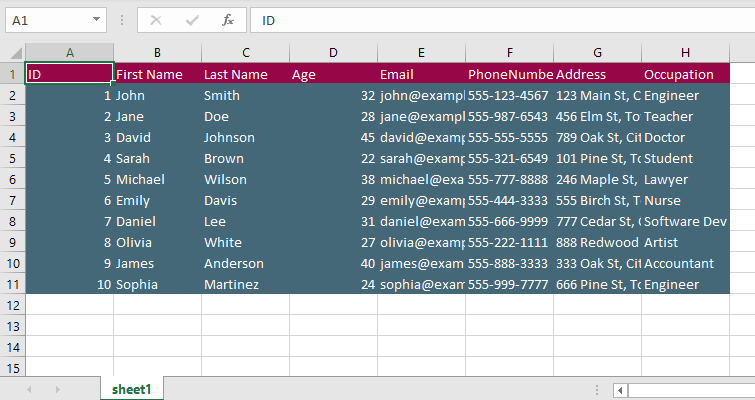 A1 fx ID
A B C D E F G H
1 ID First Name Last Name Age Email PhoneNumbe Address Occupation
2 1 John Smith 32 john@exampl 555-123-4567 123 Main St, C Engineer
3 2 Jane Doe 28 jane@exampl 555-987-6543 456 Elm St, To Teacher
4 3 David Johnson 45 david@examp 555-555-5555 789 Oak St, Cit Doctor
5 4 Sarah Brown 22 sarah@examp 555-321-6549 101 Pine St, To Student
6 5 Michael Wilson 38 michael@exa 555-777-8888 246 Maple St, Lawyer
7 6 Emily Davis 29 emily@examp 555-444-3333 555 Birch St, T Nurse
8 7 Daniel Lee 31 daniel@exam 555-666-9999 777 Cedar St, C Software Dev
9 8 Olivia White 27 olivia@examp 555-222-1111 888 Redwood Artist
10 9 James Anderson 40 james@exam 555-888-3333 333 Oak St, Cit Accountant
11 10 Sophia Martinez 24 sophia@exam 555-999-7777 666 Pine St, To Engineer
12
13
14
15
sheet1